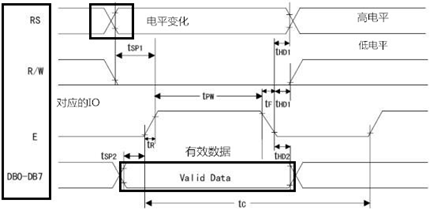 RS
电平变化
高电平
tSP1
tHD1
低电平
R/W
对应的IO
tPW
tF
tHD1
E
tR
有效数据
tSP2
tHD2
DB0-DB7
Valid Data
tC